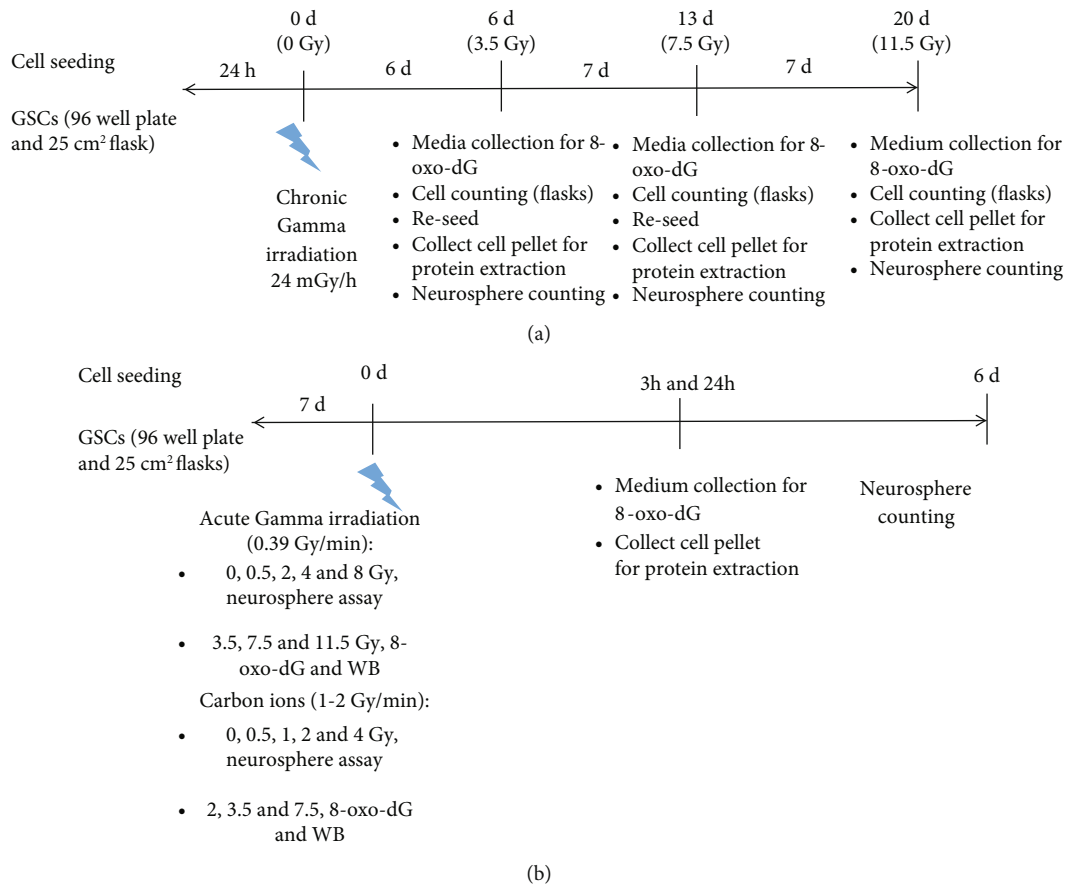 0 d
(0 Gy)
6 d
(3.5 Gy)
13 d
(7.5 Gy)
20 d
(11.5 Gy)
Cell seeding
24 h
6 d
7 d
7 d
GSCs (96 well plate
and 25 cm² flask)
Chronic
Gamma
irradiation
24 mGy/h
• Media collection for 8-
oxo-dG
• Cell counting (flasks)
• Re-seed
• Collect cell pellet for
protein extraction
• Neurosphere counting
• Media collection for 8-
oxo-dG
• Cell counting (flasks)
• Re-seed
• Collect cell pellet for
protein extraction
• Neurosphere counting
• Medium collection for
8-oxo-dG
• Cell counting (flasks)
• Collect cell pellet for
protein extraction
• Neurosphere counting
(a)
Cell seeding
0 d
3h and 24h
6 d
7 d
GSCs (96 well plate
and 25 cm² flasks)
Acute Gamma irradiation
(0.39 Gy/min):
• 0, 0.5, 2, 4 and 8 Gy,
neurosphere assay
• 3.5, 7.5 and 11.5 Gy, 8-
oxo-dG and WB
Carbon ions (1-2 Gy/min):
• 0, 0.5, 1, 2 and 4 Gy,
neurosphere assay
• 2, 3.5 and 7.5, 8-oxo-dG
and WB
• Medium collection for
8-oxo-dG
• Collect cell pellet
for protein extraction
Neurosphere
counting
(b)